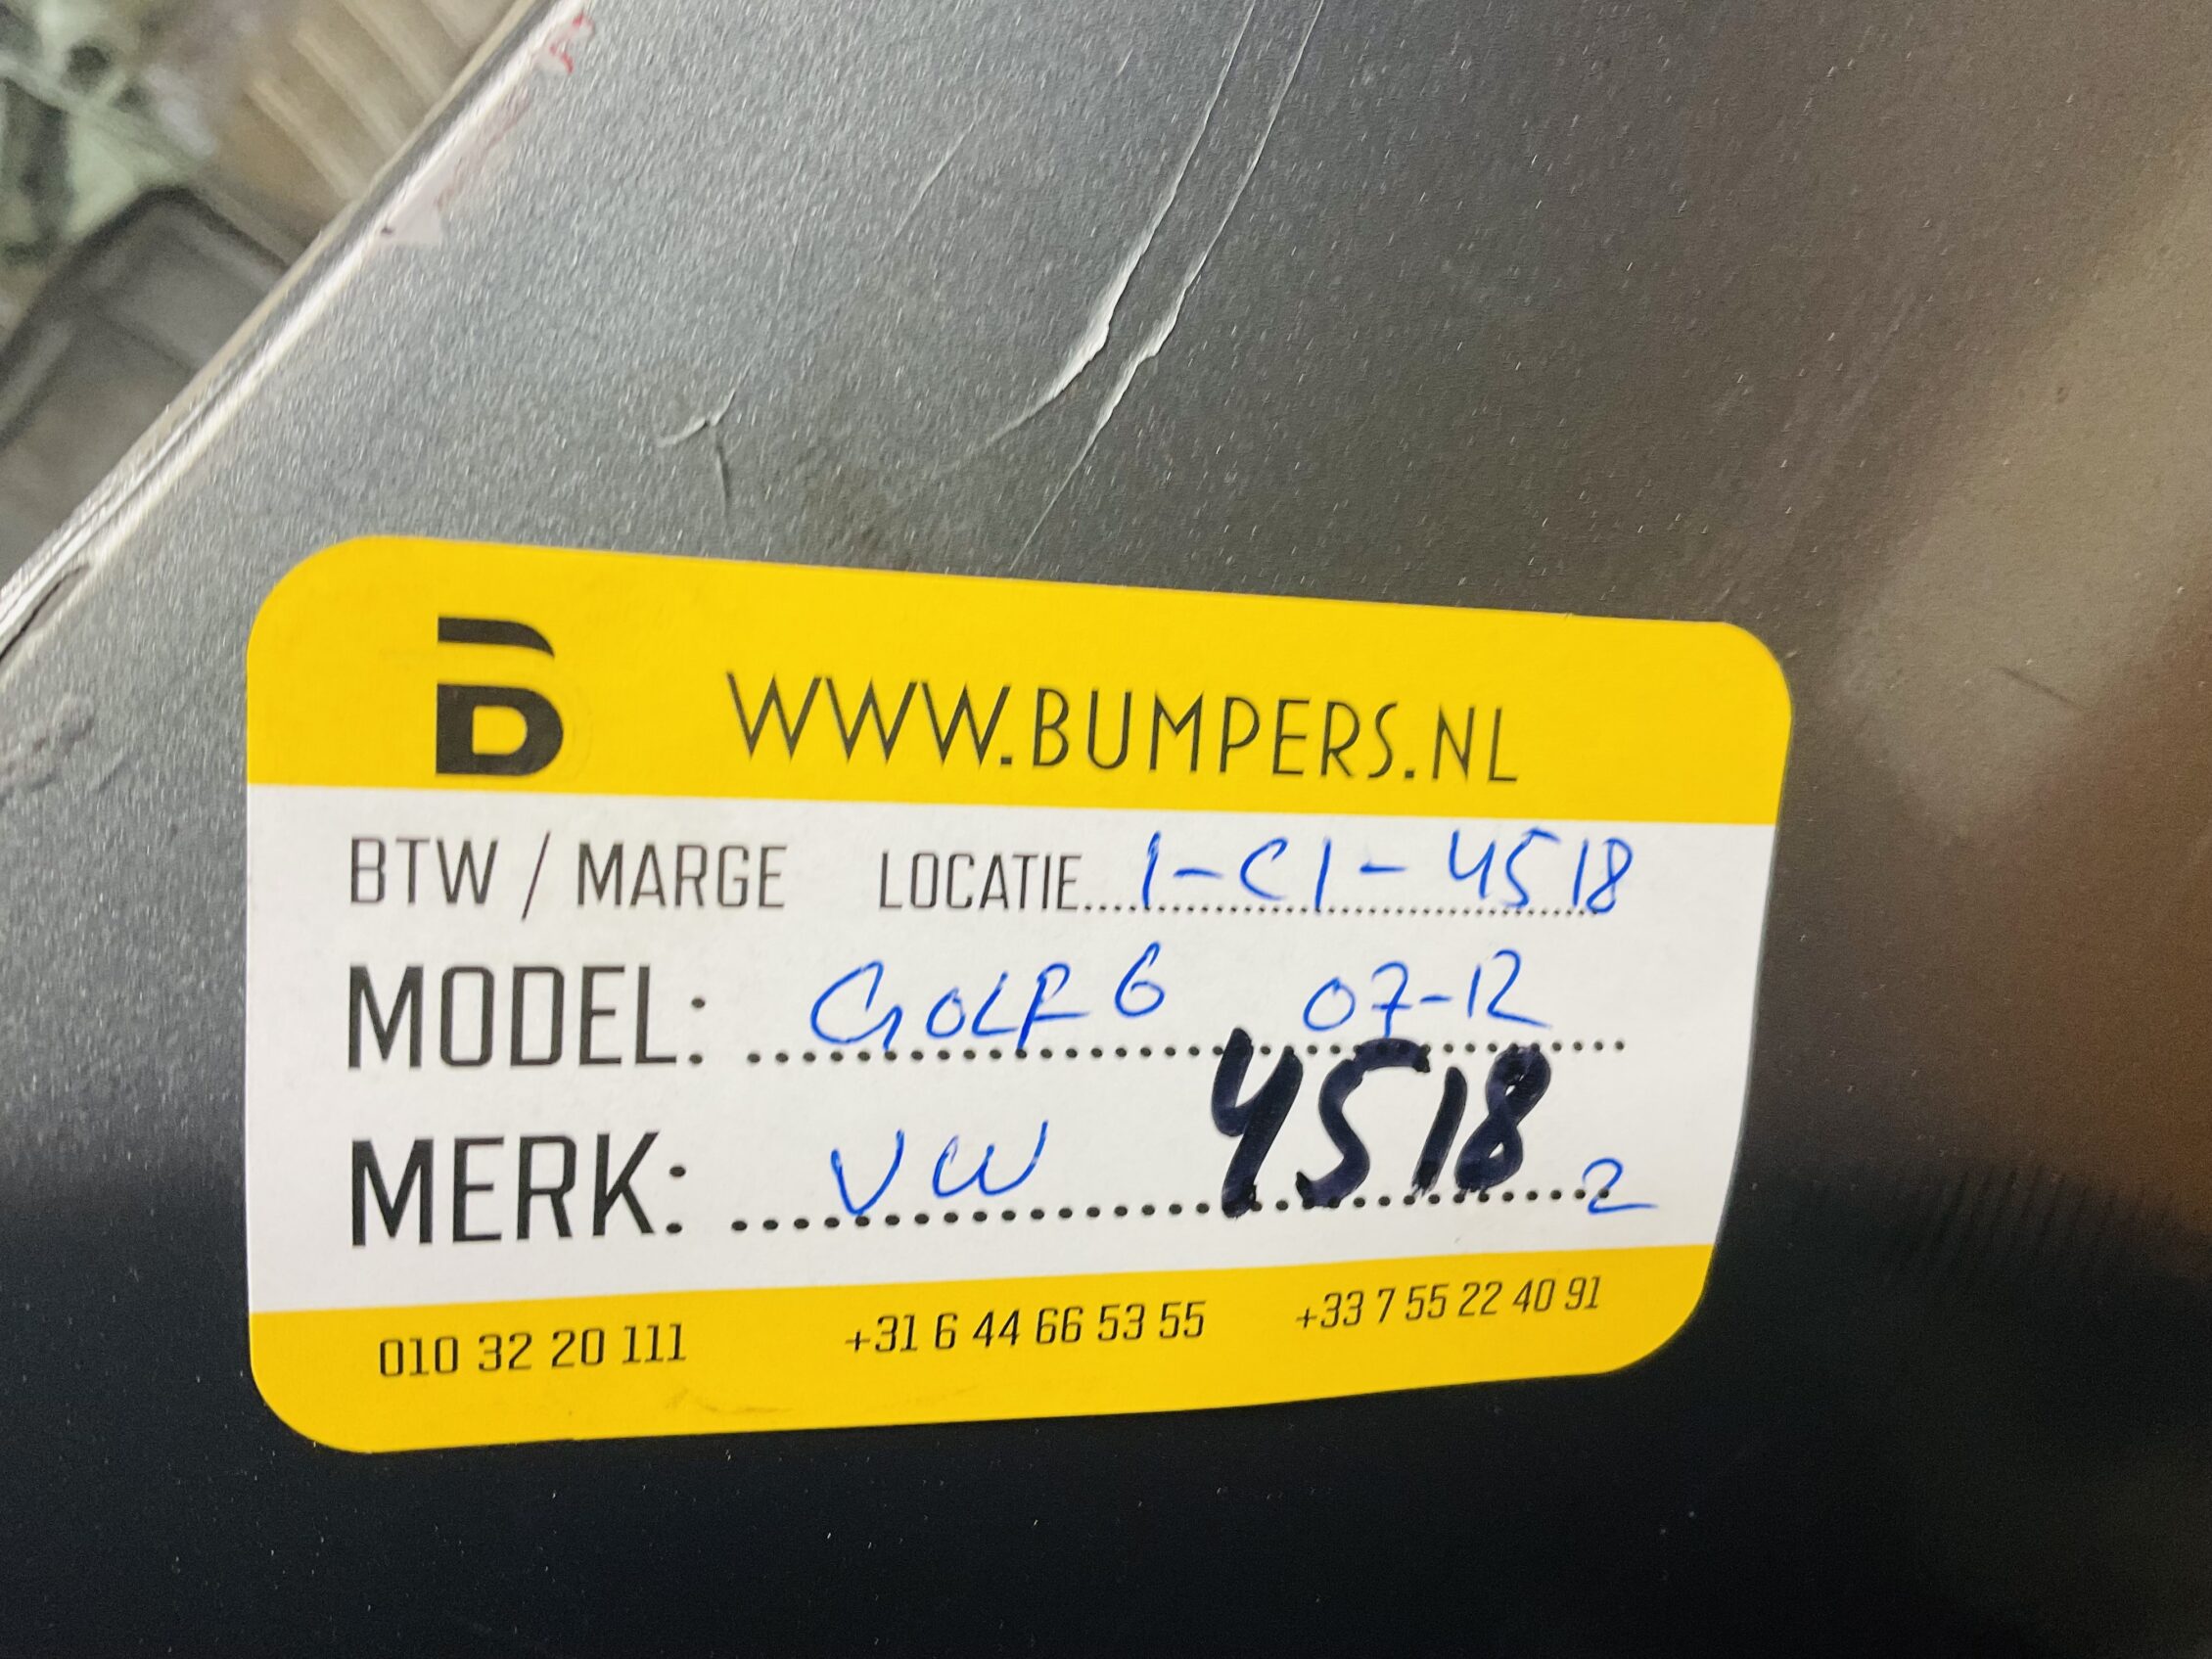 WWW.BUMPERS.NL
BTW / MARGE LOCATIE...1-C1-4518
MODEL: GOLF 6 07-12
4518
MERK: VW 2
010 32 20 111 +31 6 44 66 53 55 +33 7 55 22 40 91